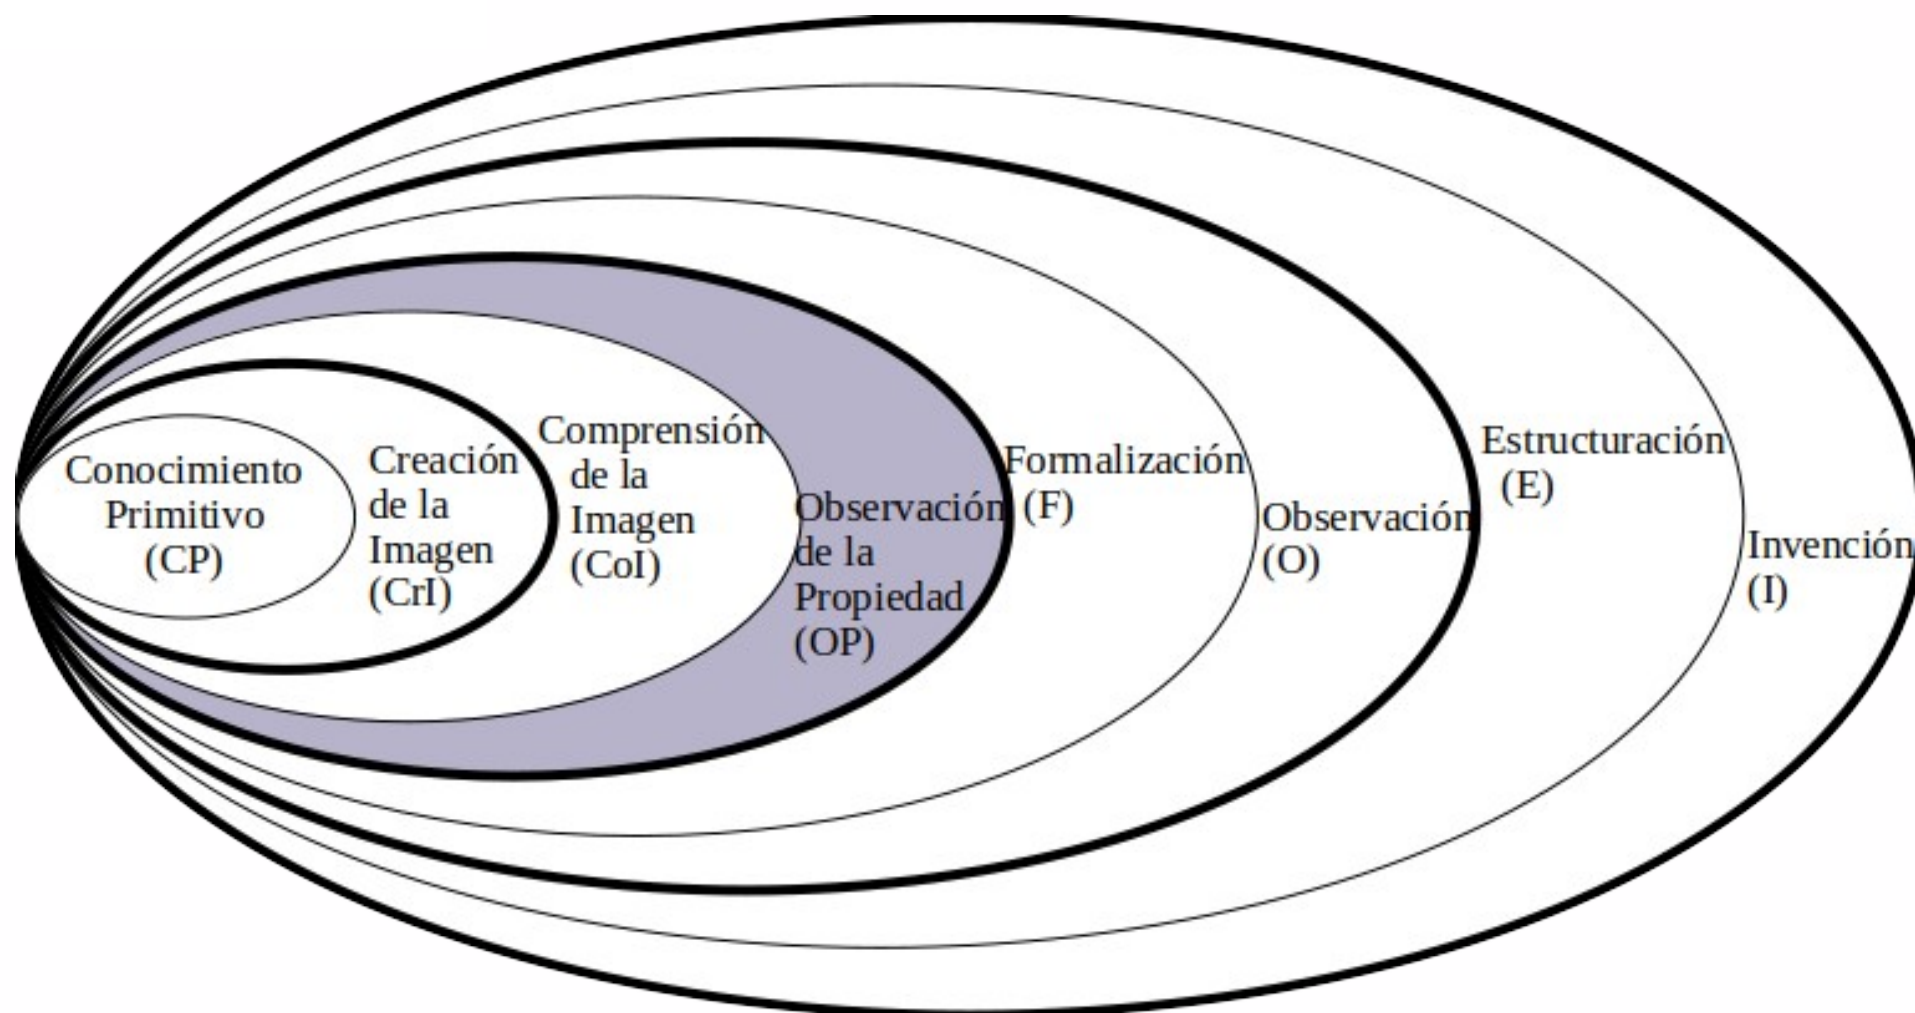 Conocimiento
Primitivo
(CP)
Creación
de la
Imagen
(CrI)
Comprensión
de la
Imagen
(CoI)
Observación
de la
Propiedad
(OP)
Formalización
(F)
Observación
(O)
Estructuración
(E)
Invención
(I)